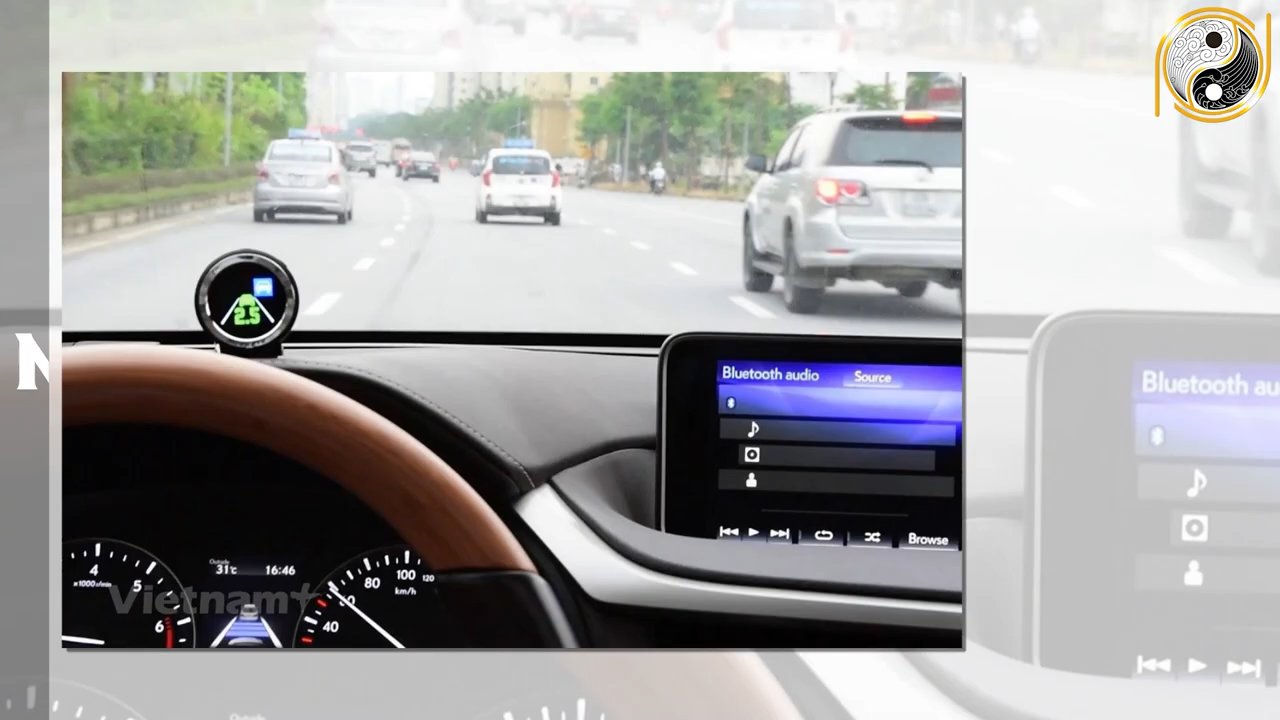 N
2.5
Bluetooth audio Source
Browse
Outside
31°c 16:46
4 5 6
x1000r/min
40 80 100 120
km/h
Vietnam+
Bluetooth au